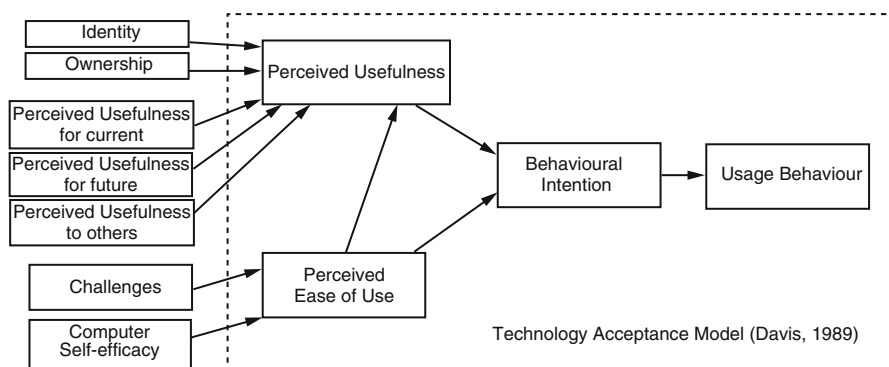 Identity
Ownership
Perceived Usefulness
for current
Perceived Usefulness
for future
Perceived Usefulness
to others
Challenges
Computer
Self-efficacy
Perceived Usefulness
Perceived
Ease of Use
Behavioural
Intention
Usage Behaviour
Technology Acceptance Model (Davis, 1989)